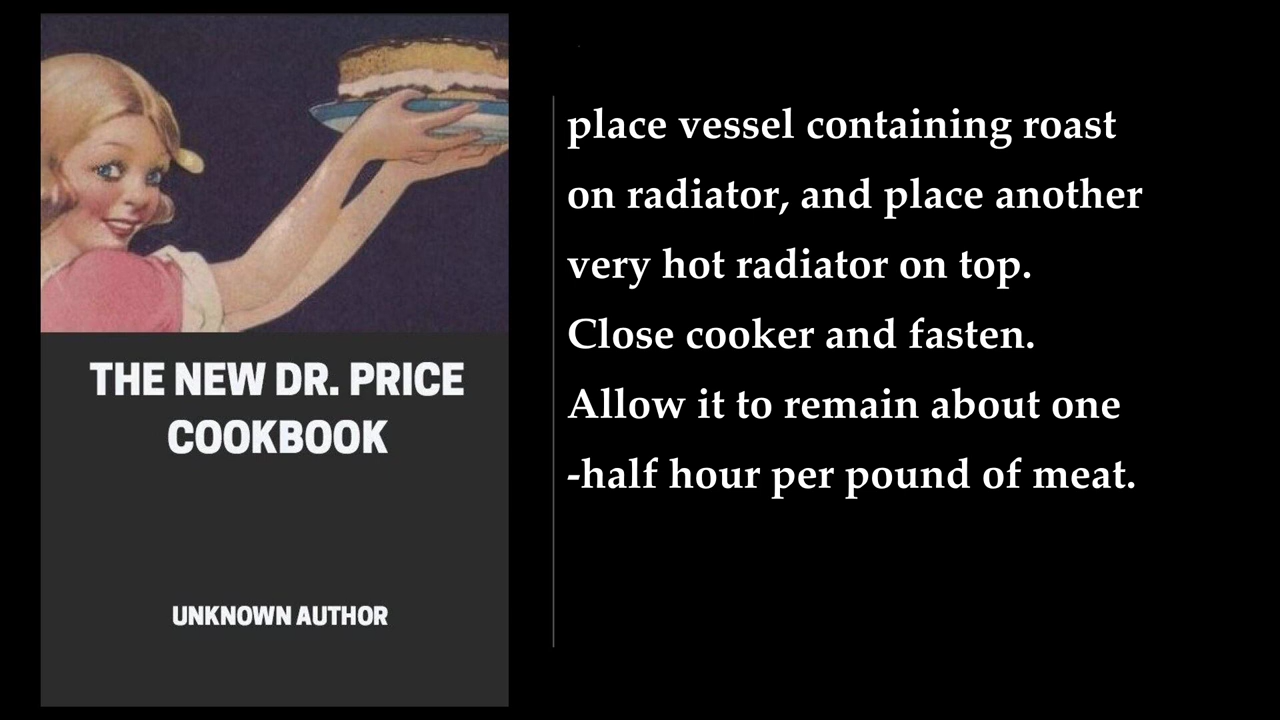 THE NEW DR. PRICE
COOKBOOK
UNKNOWN AUTHOR
place vessel containing roast
on radiator, and place another
very hot radiator on top.
Close cooker and fasten.
Allow it to remain about one
-half hour per pound of meat.